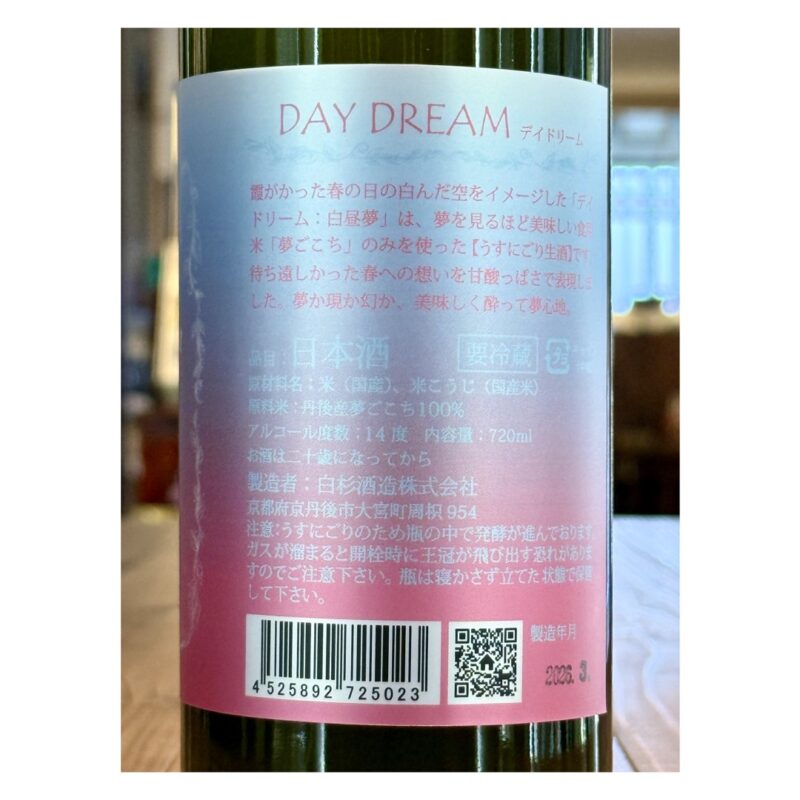 DAY DREAM デイドリーム
霞がかった春の日の白んだ空をイメージした「デイ
ドリーム：白昼夢」は、夢を見るほど美味しい食
米「夢ごこち」のみを使った【うすにごり生酒】です
待ち遠しかった春への想いを甘酸っぱさで表現しま
した。夢か現か幻か、美味しく酔って夢心地。
品目：日本酒 要冷蔵
原材料名：米（国産）、米こうじ（国産米）
原料米：丹後産夢ごこち100%
アルコール度数：14度 内容量：720ml
お酒は二十歳になってから
製造者：白杉酒造株式会社
京都府京丹後市大宮町周枳954
注意：うすにごりのため瓶の中で発酵が進んでおります。
ガスが溜まると開栓時に王冠が飛び出す恐れがありま
すのでご注意下さい。瓶は寝かさず立てた状態で保管
して下さい。
製造年月
2026. 3.
4 525892 725023